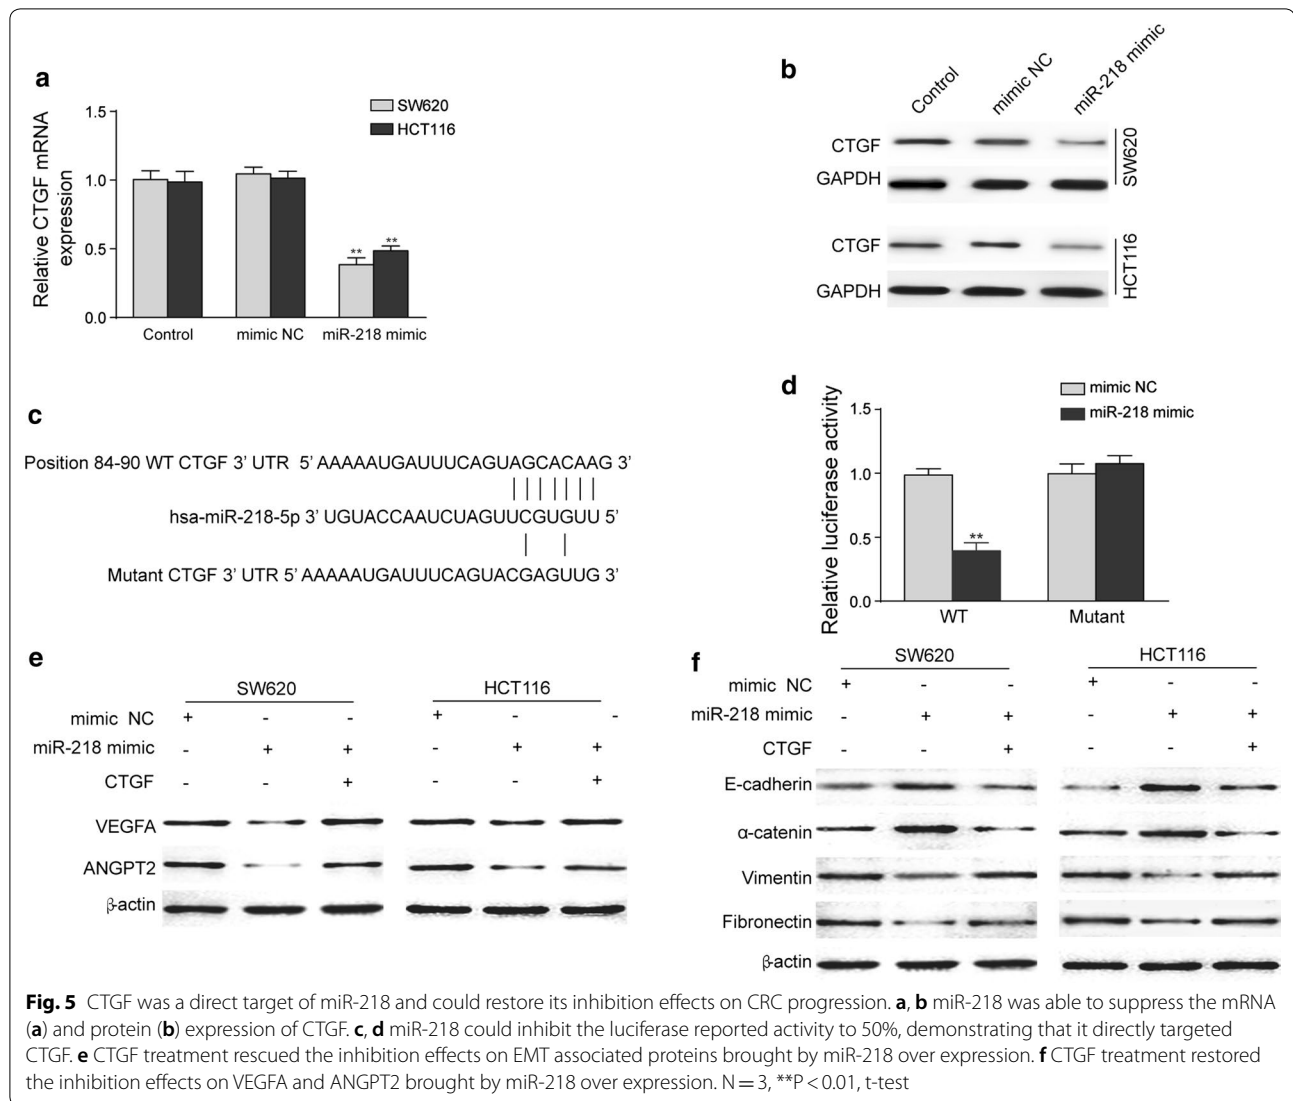 a
1.5
1.0
0.5
0.0
Relative CTGF mRNA
expression
SW620
HCT116
**
**
Control
mimic NC
miR-218 mimic
b
Control
mimic NC
miR-218 mimic
CTGF
GAPDH
SW620
CTGF
GAPDH
HCT116
c
Position 84-90 WT CTGF 3’ UTR 5’ AAAAAUGAUUUCAGUAGCACAAG 3’
hsa-miR-218-5p 3’ UGUACCAAUCUAGUUCGUGUU 5’
Mutant CTGF 3’ UTR 5’ AAAAAUGAUUUCAGUACGAGUUG 3’
d
mimic NC
miR-218 mimic
Relative luciferase activity
1.5
1.0
0.5
0.0
**
WT
Mutant
e
SW620 HCT116
mimic NC + - - + - -
miR-218 mimic - + + - + +
CTGF - - + - - +
VEGFA
ANGPT2
β-actin
f
SW620 HCT116
mimic NC + - - + - -
miR-218 mimic - + + - + +
CTGF - - + - - +
E-cadherin
α-catenin
Vimentin
Fibronectin
β-actin
Fig. 5 CTGF was a direct target of miR-218 and could restore its inhibition effects on CRC progression. a, b miR-218 was able to suppress the mRNA
(a) and protein (b) expression of CTGF. c, d miR-218 could inhibit the luciferase reported activity to 50%, demonstrating that it directly targeted
CTGF. e CTGF treatment rescued the inhibition effects on EMT associated proteins brought by miR-218 over expression. f CTGF treatment restored
the inhibition effects on VEGFA and ANGPT2 brought by miR-218 over expression. N = 3, **P < 0.01, t-test